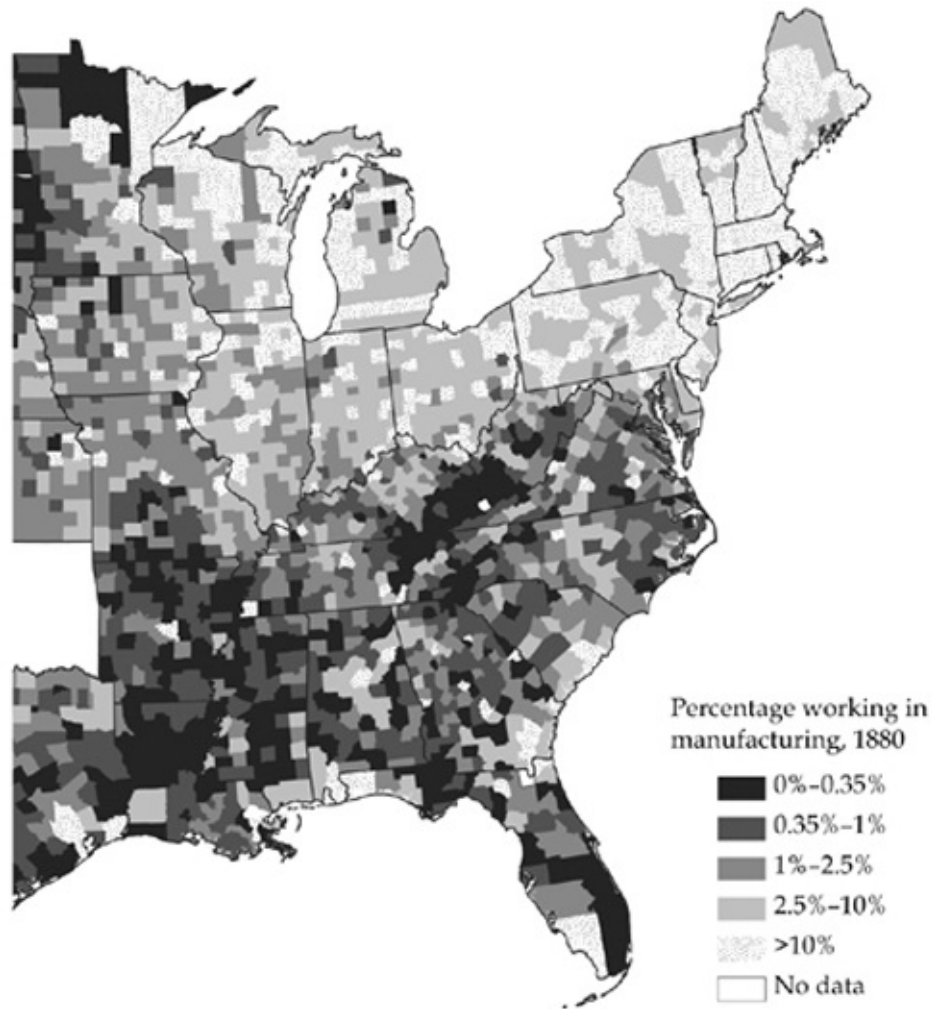 Percentage working in
manufacturing, 1880
0%–0.35%
0.35%–1%
1%–2.5%
2.5%–10%
>10%
No data